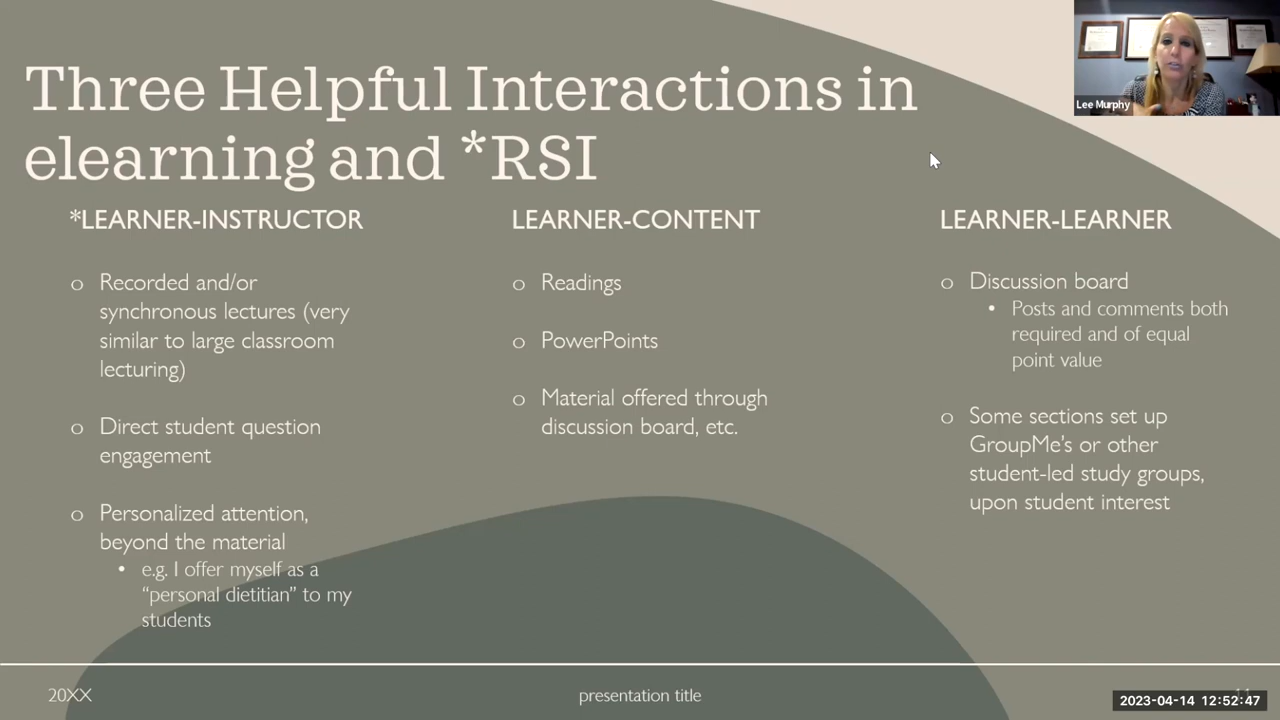 Three Helpful Interactions in
elearning and *RSI
Lee Murphy
*LEARNER-INSTRUCTOR
o Recorded and/or
synchronous lectures (very
similar to large classroom
lecturing)
o Direct student question
engagement
o Personalized attention,
beyond the material
• e.g. I offer myself as a
“personal dietitian” to my
students
LEARNER-CONTENT
o Readings
o PowerPoints
o Material offered through
discussion board, etc.
LEARNER-LEARNER
o Discussion board
• Posts and comments both
required and of equal
point value
o Some sections set up
GroupMe's or other
student-led study groups,
upon student interest
20XX
presentation title
2023-04-14 12:52:47